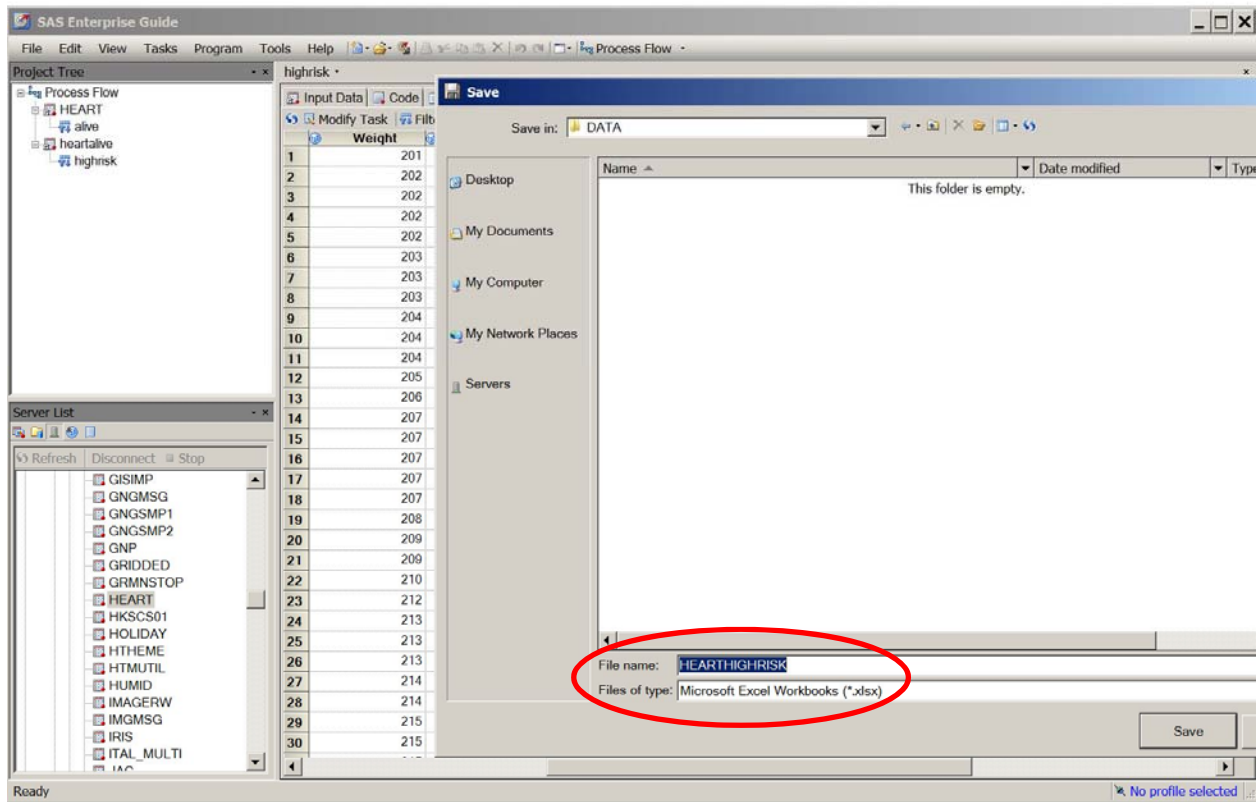 SAS Enterprise Guide
File Edit View Tasks Program Tools Help Process Flow
Project Tree
Process Flow
HEART
alive
heartalive
highrisk
Server List
Refresh Disconnect Stop
GISIMP
GNGMSG
GNGSMP1
GNGSMP2
GNP
GRIDDED
GRMNSTOP
HEART
HKSCS01
HOLIDAY
HTHEME
HTMUTIL
HUMID
IMAGERW
IMGMSG
IRIS
ITAL_MULTI
highrisk
Input Data Code
Modify Task Filt
Weight
1 201
2 202
3 202
4 202
5 202
6 203
7 203
8 203
9 204
10 204
11 204
12 205
13 206
14 207
15 207
16 207
17 207
18 207
19 208
20 209
21 209
22 210
23 212
24 213
25 213
26 213
27 214
28 214
29 215
30 215
Save
Save in: DATA
Desktop
My Documents
My Computer
My Network Places
Servers
Name Date modified Type
This folder is empty.
File name: HEARTHIGHRISK
Files of type: Microsoft Excel Workbooks (*.xlsx)
Save
Ready
No profile selected